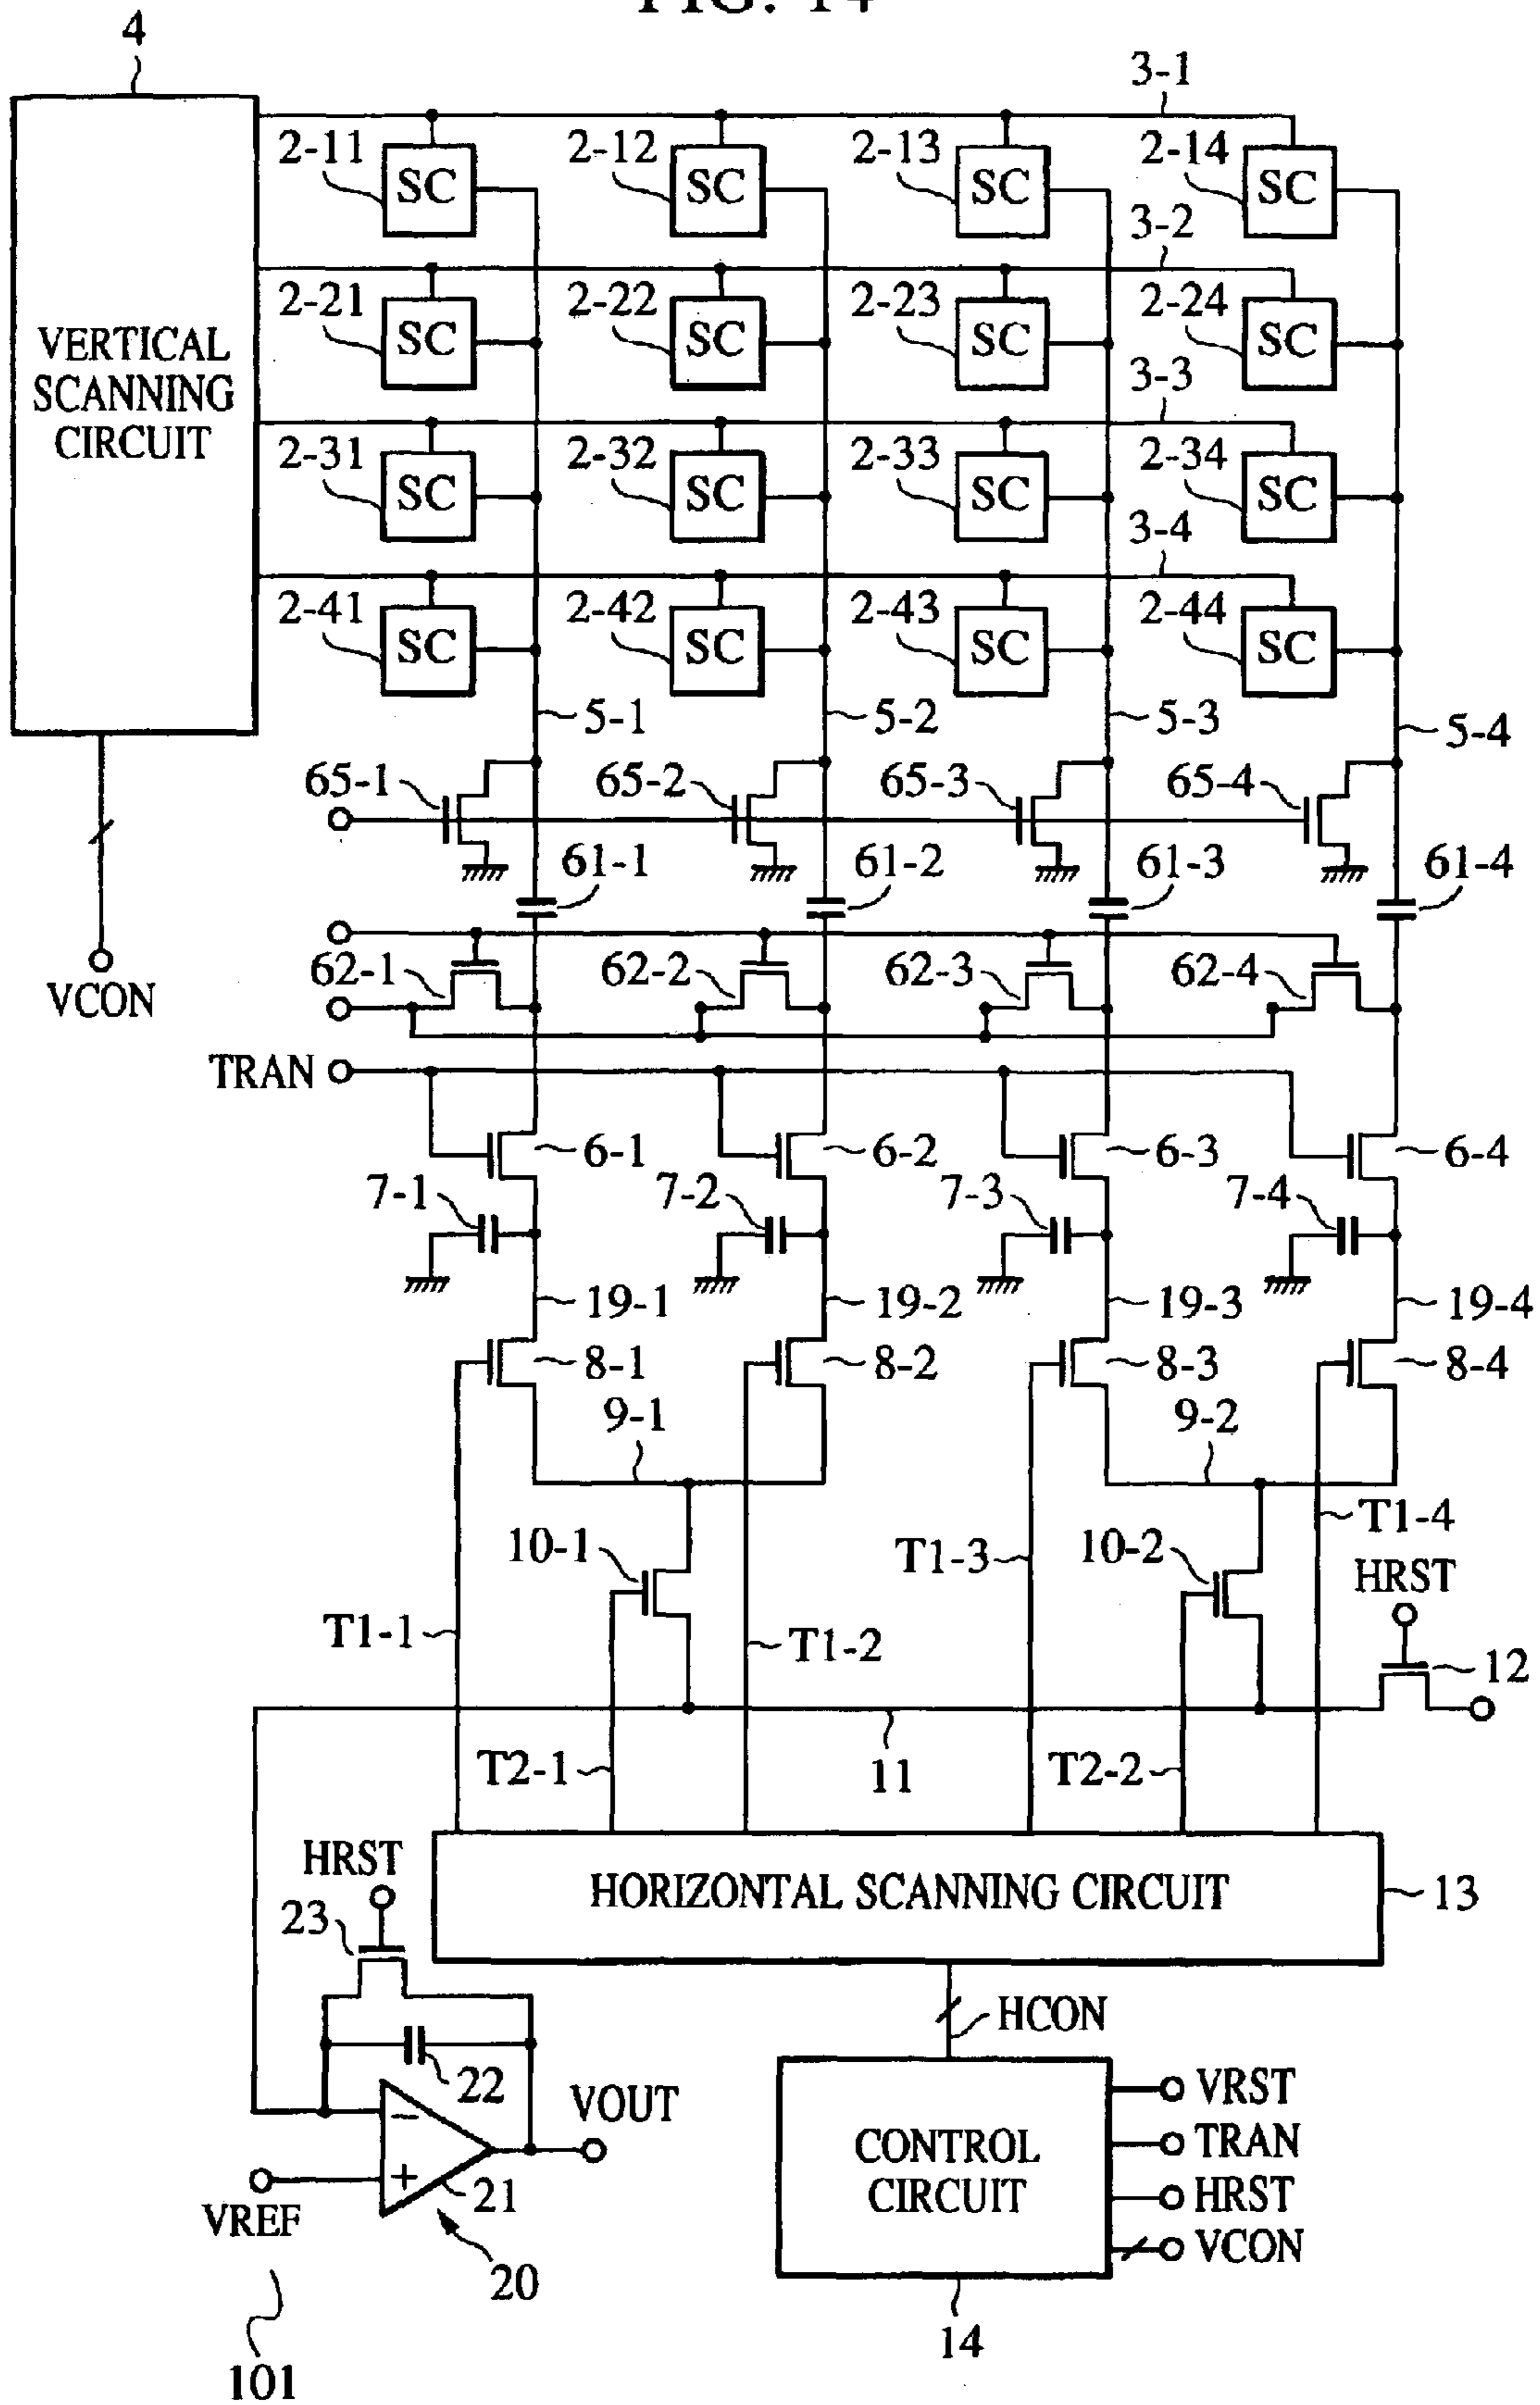 FIG. 14
4
3-1
2-11 SC 2-12 SC 2-13 SC 2-14 SC
3-2
2-21 SC 2-22 SC 2-23 SC 2-24 SC
VERTICAL
SCANNING
CIRCUIT
3-3
2-31 SC 2-32 SC 2-33 SC 2-34 SC
3-4
2-41 SC 2-42 SC 2-43 SC 2-44 SC
5-1 5-2 5-3 5-4
65-1 65-2 65-3 65-4
61-1 61-2 61-3 61-4
62-1 62-2 62-3 62-4
VCON
TRAN
6-1 6-2 6-3 6-4
7-1 7-2 7-3 7-4
19-1 19-2 19-3 19-4
8-1 8-2 8-3 8-4
9-1 9-2
10-1 T1-3 10-2 T1-4
HRST
T1-1 T1-2 12
T2-1 11 T2-2
HRST
HORIZONTAL SCANNING CIRCUIT 13
23
HCON
22 VOUT
− 
+
21
VREF
20
CONTROL
CIRCUIT
VRST
TRAN
HRST
VCON
14
101